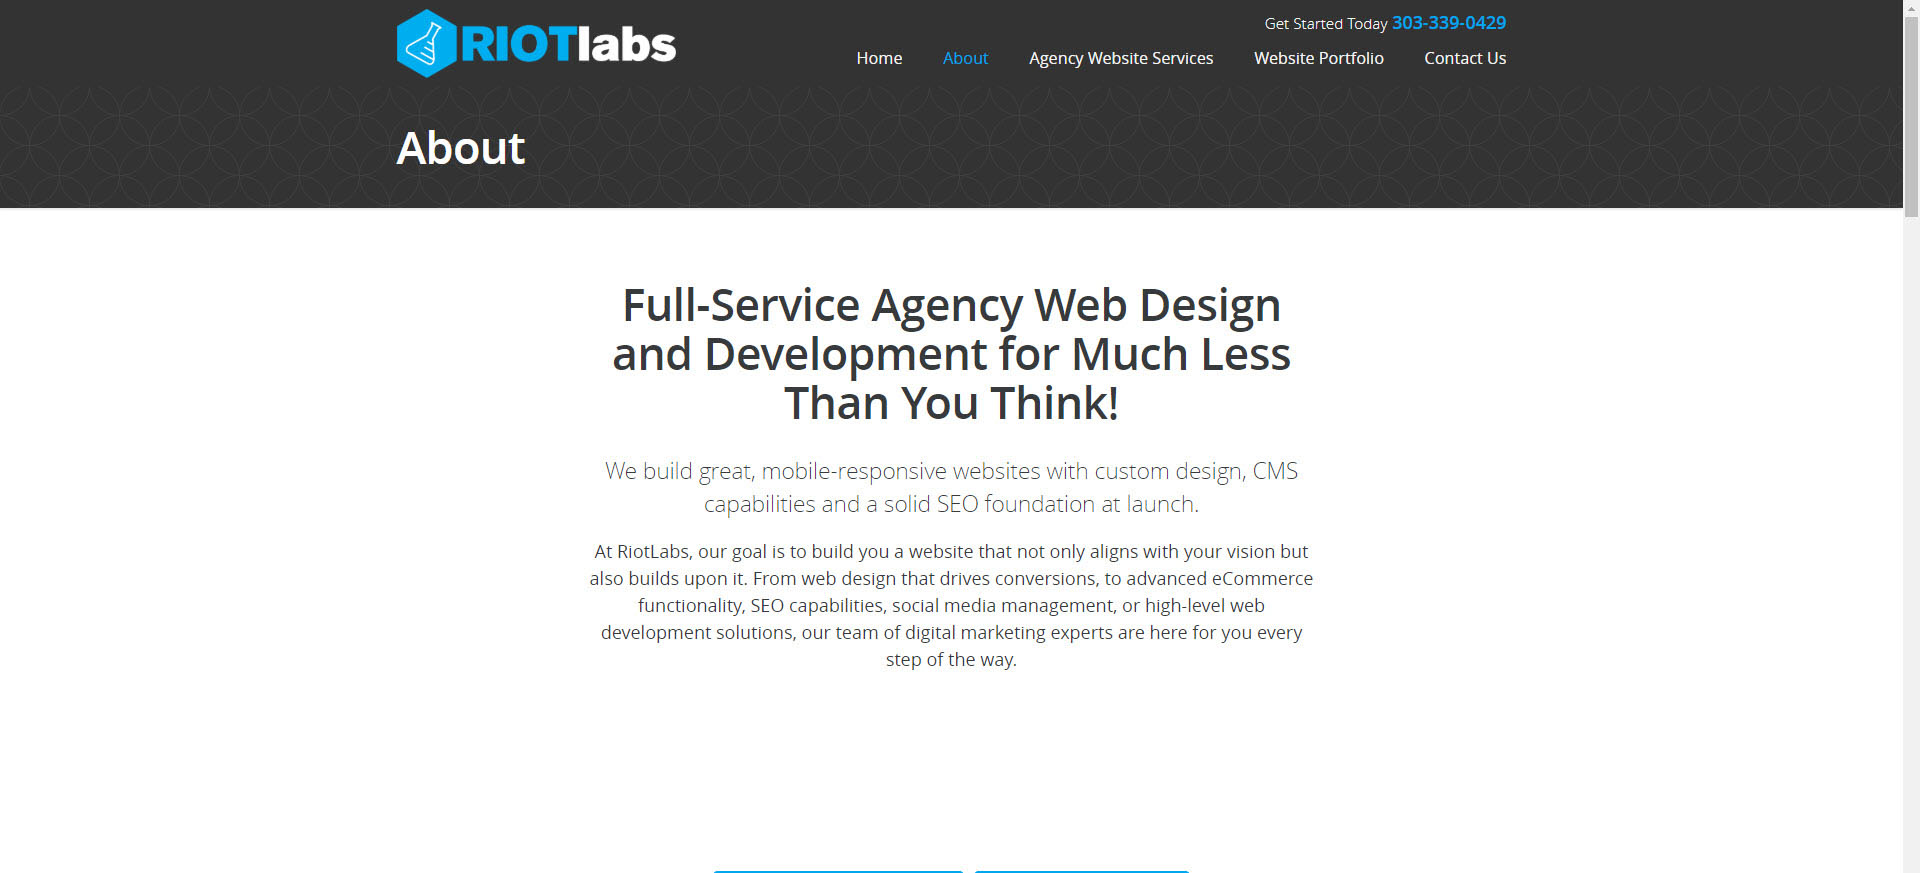 RIOTlabs
Get Started Today 303-339-0429
Home About Agency Website Services Website Portfolio Contact Us
About
Full-Service Agency Web Design
and Development for Much Less
Than You Think!
We build great, mobile-responsive websites with custom design, CMS
capabilities and a solid SEO foundation at launch.
At RiotLabs, our goal is to build you a website that not only aligns with your vision but
also builds upon it. From web design that drives conversions, to advanced eCommerce
functionality, SEO capabilities, social media management, or high-level web
development solutions, our team of digital marketing experts are here for you every
step of the way.